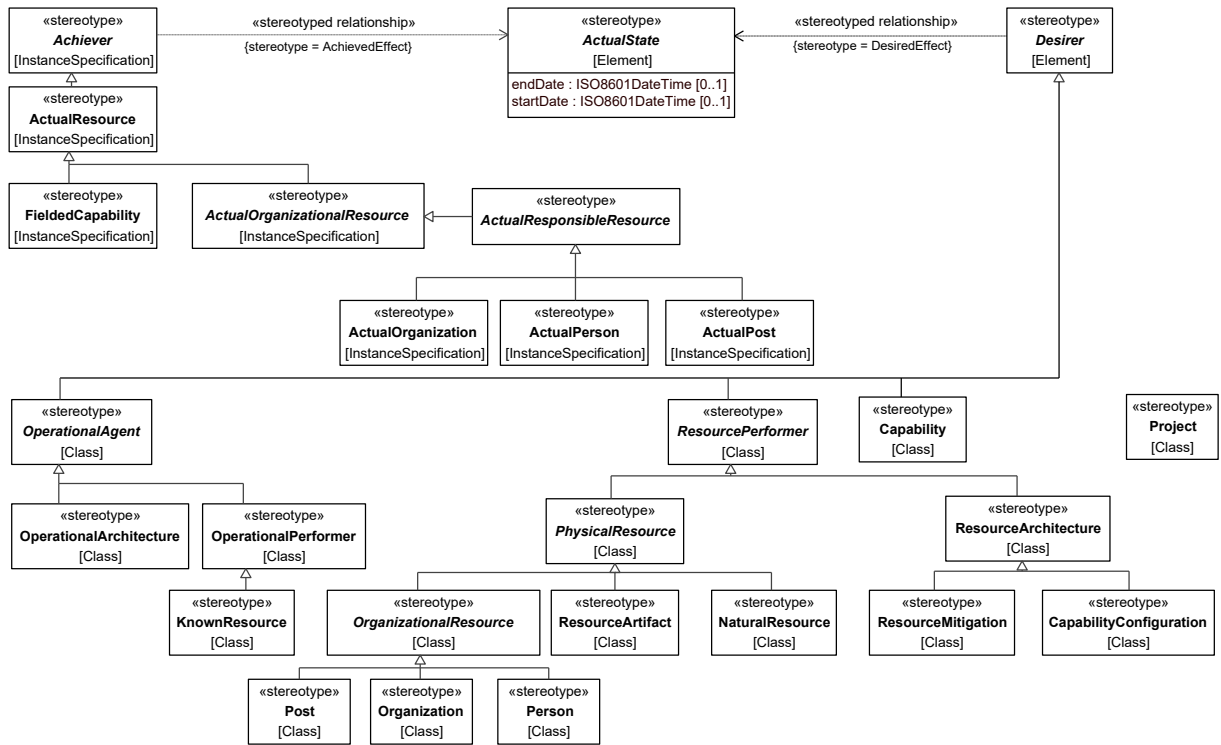 «stereotype»
Achiever
[InstanceSpecification]
«stereotyped relationship»
{stereotype = AchievedEffect}
«stereotype»
ActualState
[Element]
endDate : ISO8601DateTime [0..1]
startDate : ISO8601DateTime [0..1]
«stereotyped relationship»
{stereotype = DesiredEffect}
«stereotype»
Desirer
[Element]
«stereotype»
ActualResource
[InstanceSpecification]
«stereotype»
FieldedCapability
[InstanceSpecification]
«stereotype»
ActualOrganizationalResource
[InstanceSpecification]
«stereotype»
ActualResponsibleResource
«stereotype»
ActualOrganization
[InstanceSpecification]
«stereotype»
ActualPerson
[InstanceSpecification]
«stereotype»
ActualPost
[InstanceSpecification]
«stereotype»
OperationalAgent
[Class]
«stereotype»
ResourcePerformer
[Class]
«stereotype»
Capability
[Class]
«stereotype»
Project
[Class]
«stereotype»
OperationalArchitecture
[Class]
«stereotype»
OperationalPerformer
[Class]
«stereotype»
PhysicalResource
[Class]
«stereotype»
ResourceArchitecture
[Class]
«stereotype»
KnownResource
[Class]
«stereotype»
OrganizationalResource
[Class]
«stereotype»
ResourceArtifact
[Class]
«stereotype»
NaturalResource
[Class]
«stereotype»
ResourceMitigation
[Class]
«stereotype»
CapabilityConfiguration
[Class]
«stereotype»
Post
[Class]
«stereotype»
Organization
[Class]
«stereotype»
Person
[Class]